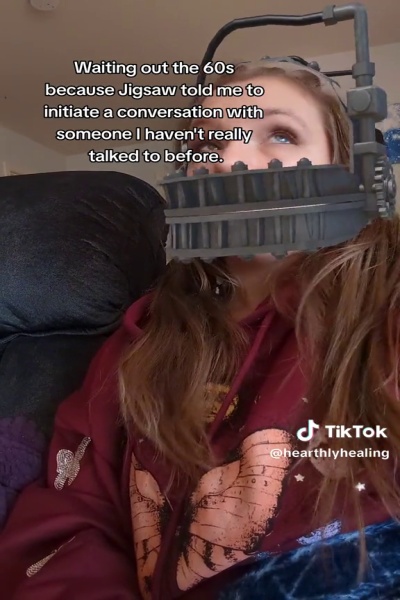 Waiting out the 60s
because Jigsaw told me to
initiate a conversation with
someone I haven't really
talked to before.
TikTok
@hearthlyhealing